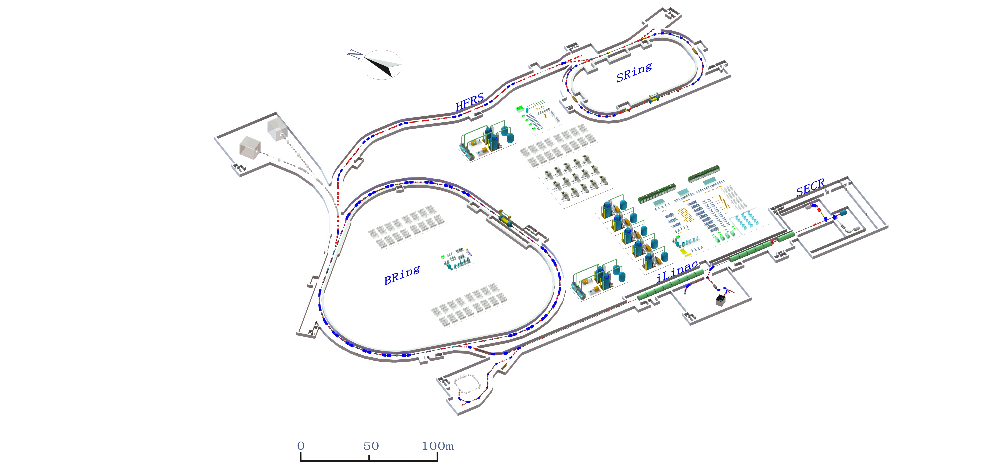 N
SRing
HFRS
SECR
BRing
iLinac
0 50 100m